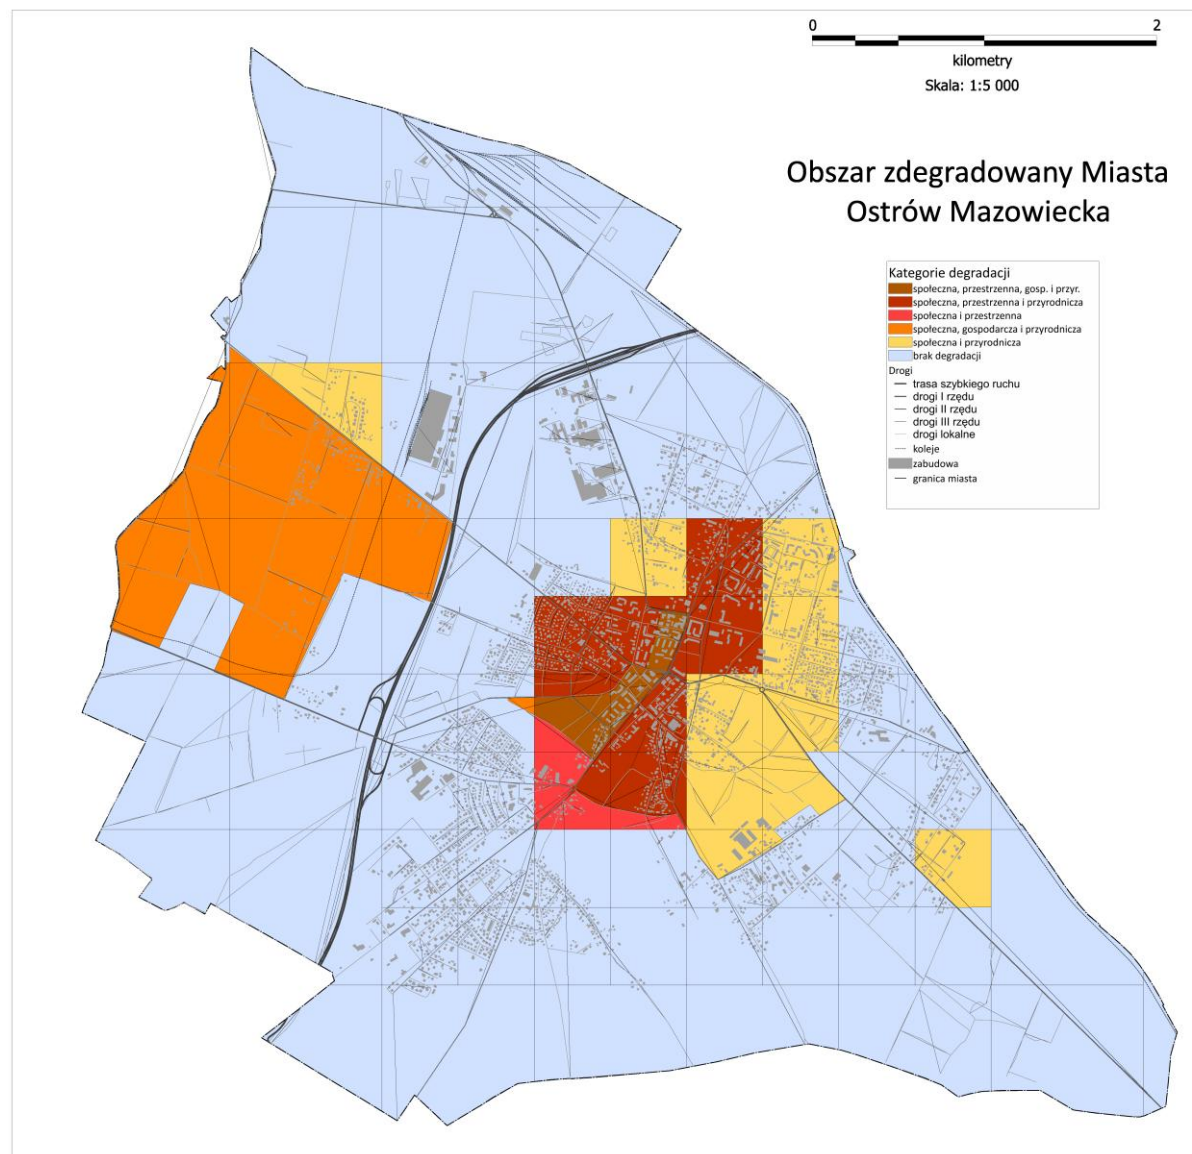 0 2
kilometry
Skala: 1:5 000
Obszar zdegradowany Miasta
Ostrów Mazowiecka
Kategorie degradacji
społeczna, przestrzenna, gosp. i przyr.
społeczna, przestrzenna i przyrodnicza
społeczna i przestrzenna
społeczna, gospodarcza i przyrodnicza
społeczna i przyrodnicza
brak degradacji
Drogi
trasa szybkiego ruchu
drogi I rzędu
drogi II rzędu
drogi III rzędu
drogi lokalne
koleje
zabudowa
granica miasta